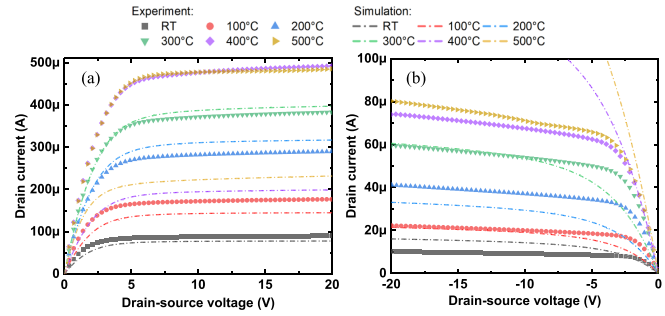 Experiment: Simulation:
RT 100°C 200°C RT 100°C 200°C
300°C 400°C 500°C 300°C 400°C 500°C
500μ (a) 100μ (b)
400μ 80μ
300μ 60μ
200μ 40μ
100μ 20μ
0 0
Drain current (A) Drain current (A)
0 5 10 15 20 -20 -15 -10 -5 0
Drain-source voltage (V) Drain-source voltage (V)